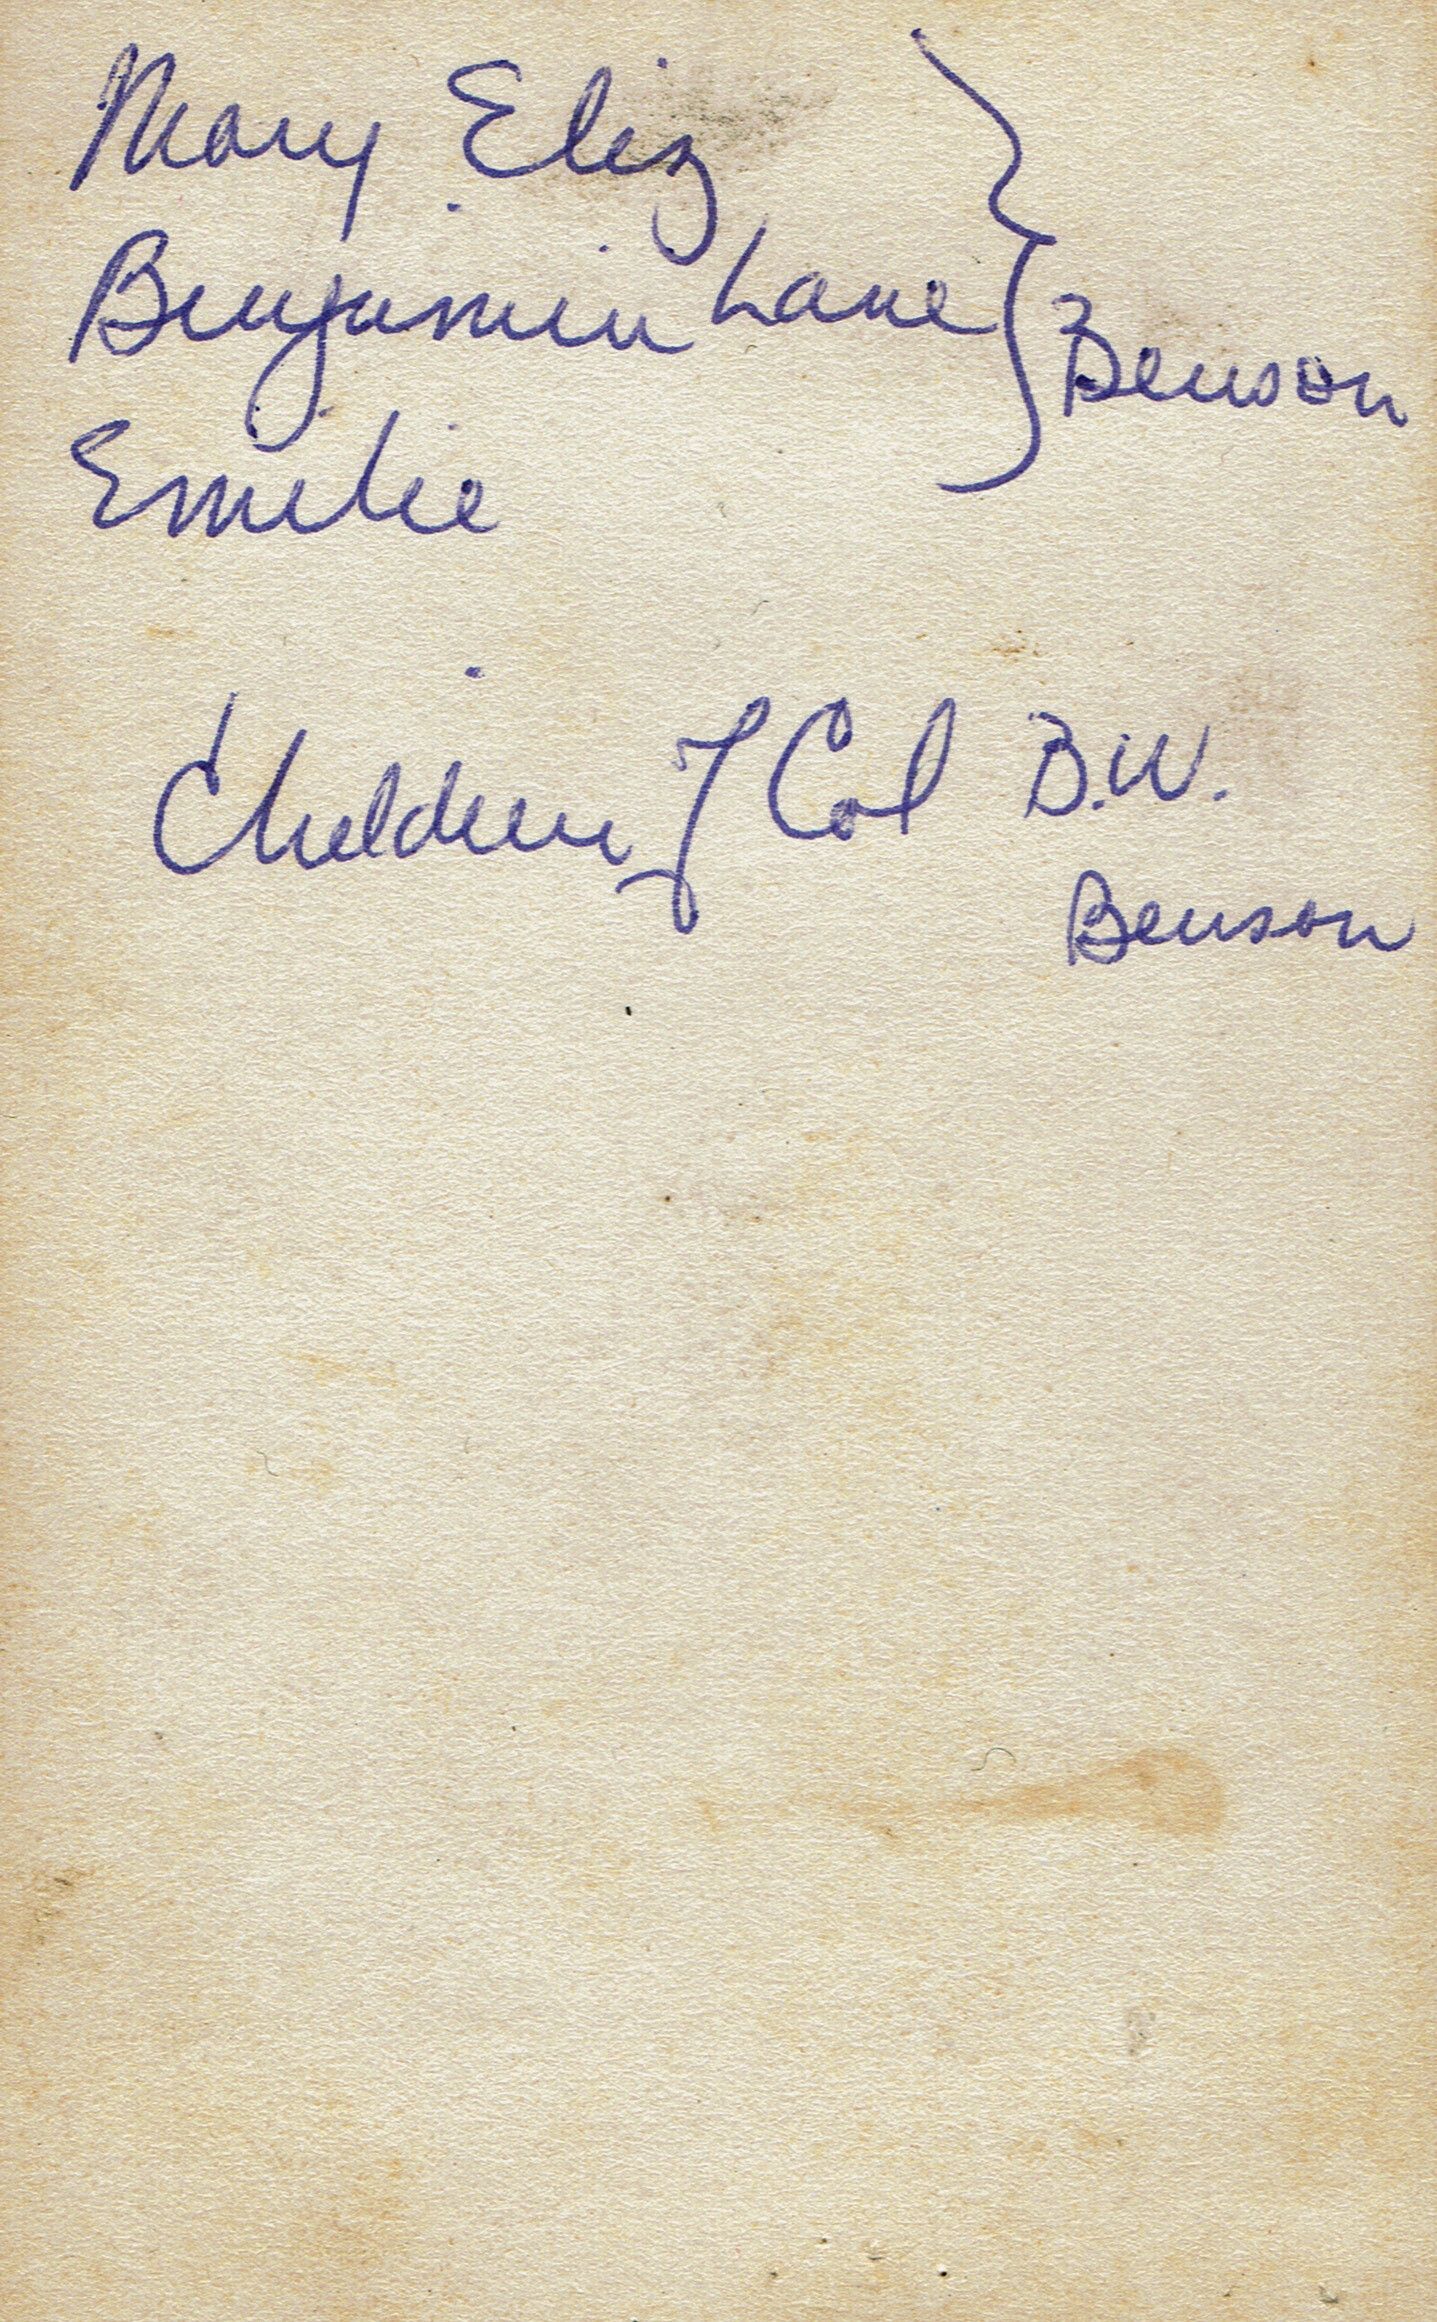 Mary Eliz
Benjamin Lane } Benson
Emilie
Children of Col B.W.
Benson